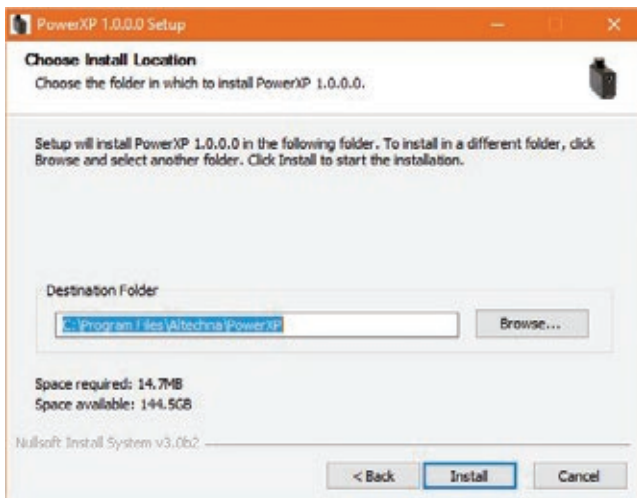 PowerXP 1.0.0.0 Setup
Choose Install Location
Choose the folder in which to install PowerXP 1.0.0.0.
Setup will install PowerXP 1.0.0.0 in the following folder. To install in a different folder, click
Browse and select another folder. Click Install to start the installation.
Destination Folder
C:\Program Files\Altechna\PowerXP
Browse...
Space required: 14.7MB
Space available: 144.5GB
Nullsoft Install System v3.0b2
< Back
Install
Cancel